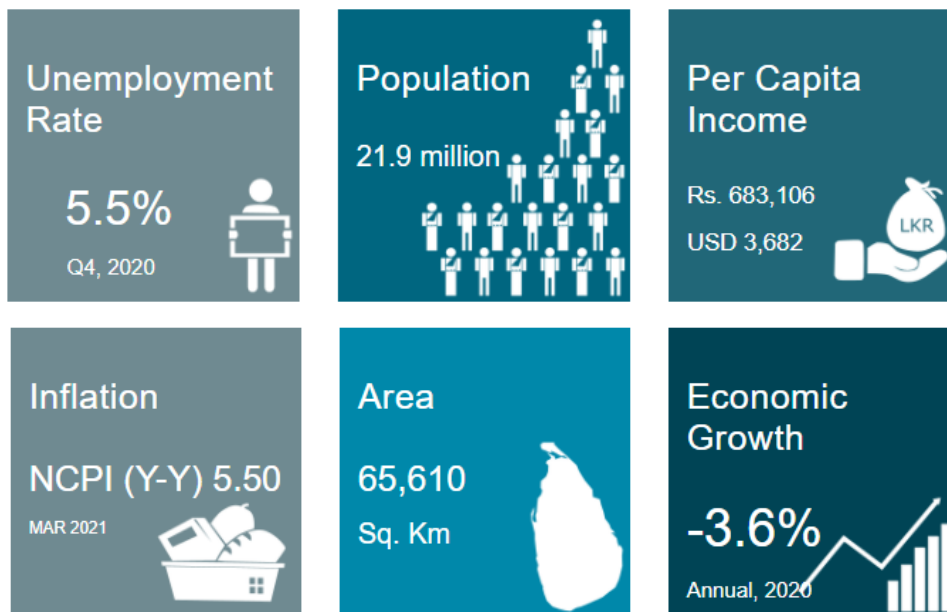 Unemployment
Rate
5.5%
Q4, 2020
Population
21.9 million
Per Capita
Income
Rs. 683,106
USD 3,682
LKR
Inflation
NCPI (Y-Y) 5.50
MAR 2021
Area
65,610
Sq. Km
Economic
Growth
-3.6%
Annual, 2020